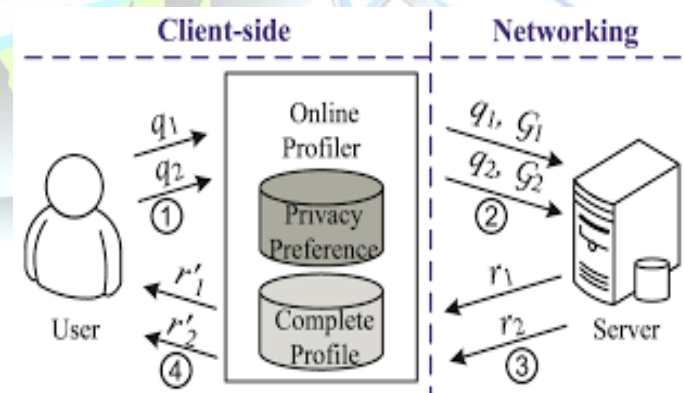 Client-side
Networking
q1
q2
①
Online
Profiler
Privacy
Preference
Complete
Profile
q1, G1
q2, G2
②
r′1
r′2
④
User
r1
r2
③
Server